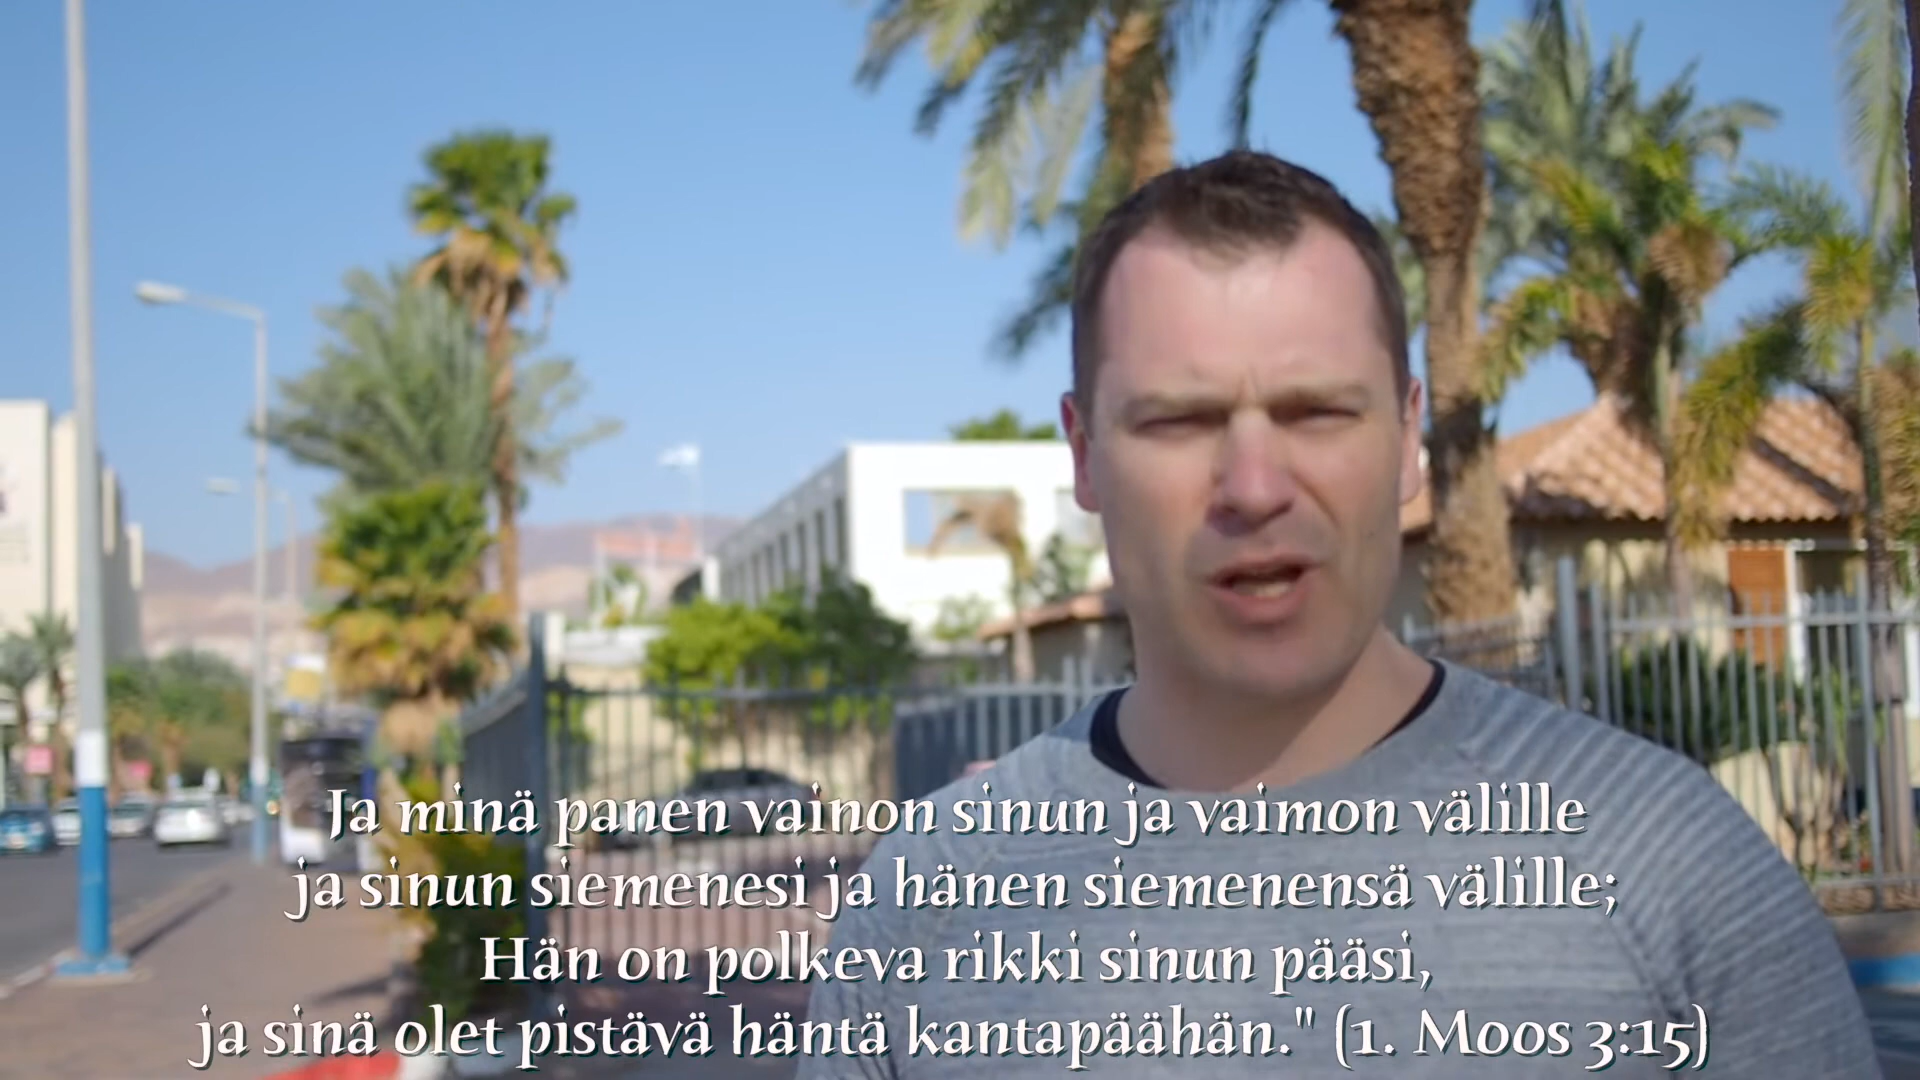 Ja minä panen vainon sinun ja vaimon välille
ja sinun siemenesi ja hänen siemenensä välille;
Hän on polkeva rikki sinun pääsi,
ja sinä olet pistävä häntä kantapäähän." (1. Moos 3:15)